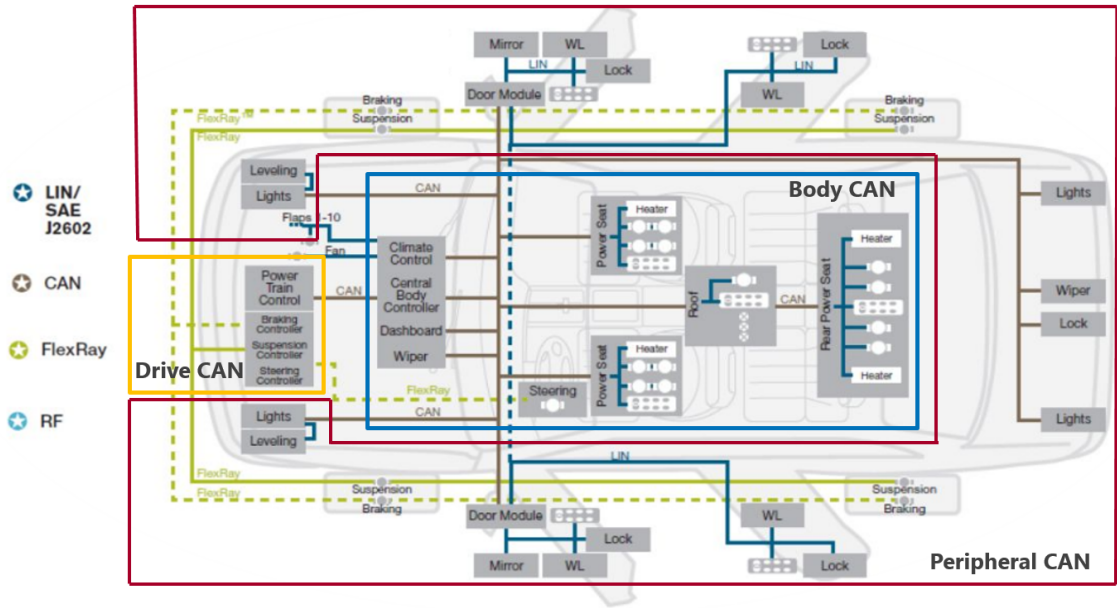 LIN/
SAE
J2602
CAN
FlexRay
RF
Mirror
WL
Lock
LIN
Door Module
Lock
LIN
WL
Braking
Suspension
FlexRay™
FlexRay
Braking
Suspension
Leveling
Lights
CAN
Flaps 1-10
Fan
Climate
Control
Central
Body
Controller
Dashboard
Wiper
Power
Train
Control
CAN
Braking
Controller
Suspension
Controller
Steering
Controller
Drive CAN
FlexRay
Body CAN
Power Seat
Heater
Power Seat
Heater
Steering
Roof
CAN
Rear Power Seat
Heater
Heater
Lights
Wiper
Lock
Lights
Lights
Leveling
CAN
LIN
FlexRay
FlexRay
Suspension
Braking
Suspension
Braking
Door Module
Lock
Mirror
WL
WL
Lock
Peripheral CAN